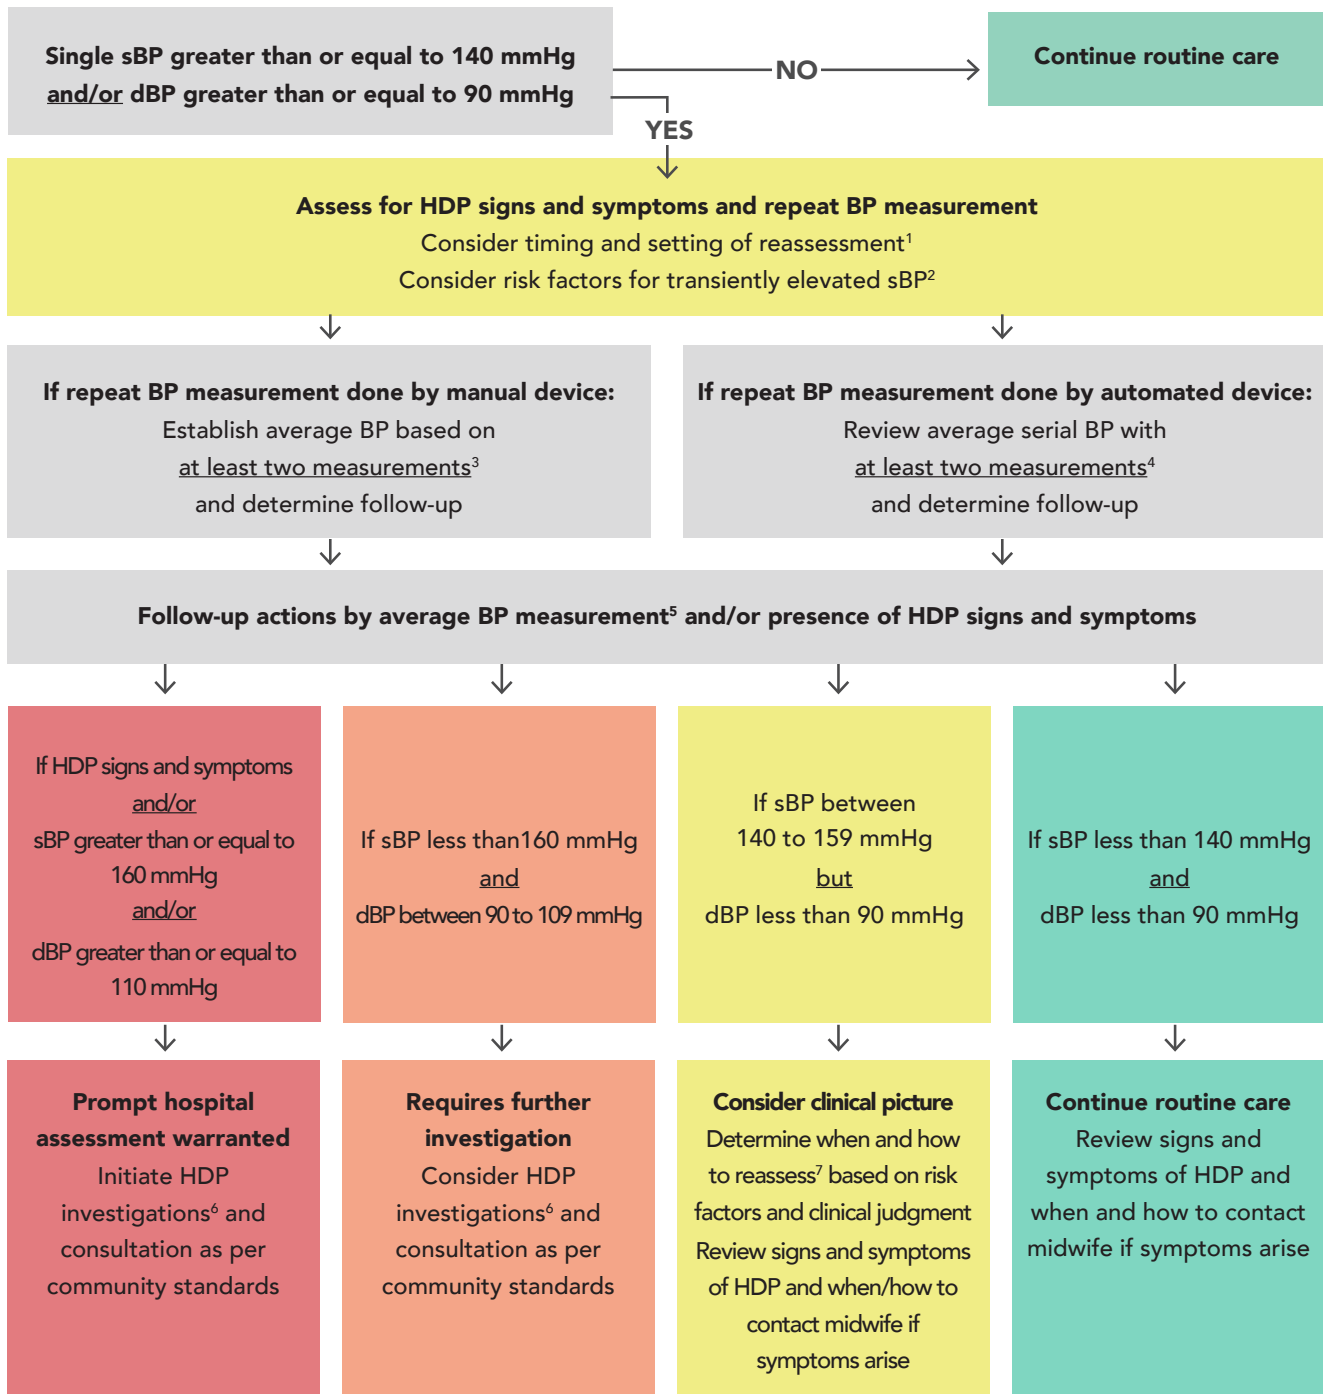 Single sBP greater than or equal to 140 mmHg
and/or dBP greater than or equal to 90 mmHg
NO
Continue routine care
YES
Assess for HDP signs and symptoms and repeat BP measurement
Consider timing and setting of reassessment¹
Consider risk factors for transiently elevated sBP²
If repeat BP measurement done by manual device:
Establish average BP based on
at least two measurements³
and determine follow-up
If repeat BP measurement done by automated device:
Review average serial BP with
at least two measurements⁴
and determine follow-up
Follow-up actions by average BP measurement⁵ and/or presence of HDP signs and symptoms
If HDP signs and symptoms
and/or
sBP greater than or equal to
160 mmHg
and/or
dBP greater than or equal to
110 mmHg
If sBP less than160 mmHg
and
dBP between 90 to 109 mmHg
If sBP between
140 to 159 mmHg
but
dBP less than 90 mmHg
If sBP less than 140 mmHg
and
dBP less than 90 mmHg
Prompt hospital
assessment warranted
Initiate HDP
investigations⁶ and
consultation as per
community standards
Requires further
investigation
Consider HDP
investigations⁶ and
consultation as per
community standards
Consider clinical picture
Determine when and how
to reassess⁷ based on risk
factors and clinical judgment
Review signs and symptoms
of HDP and when/how to
contact midwife if
symptoms arise
Continue routine care
Review signs and
symptoms of HDP and
when and how to contact
midwife if symptoms arise